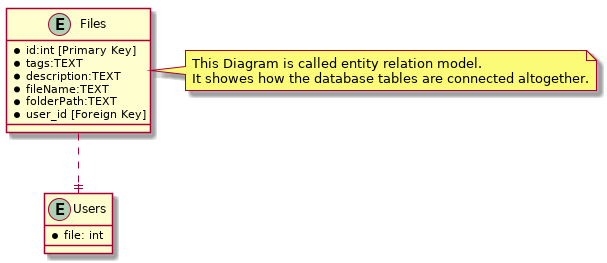 E Files
id:int [Primary Key]
tags:TEXT
description:TEXT
fileName:TEXT
folderPath:TEXT
user_id [Foreign Key]
This Diagram is called entity relation model.
It showes how the database tables are connected altogether.
E Users
file: int